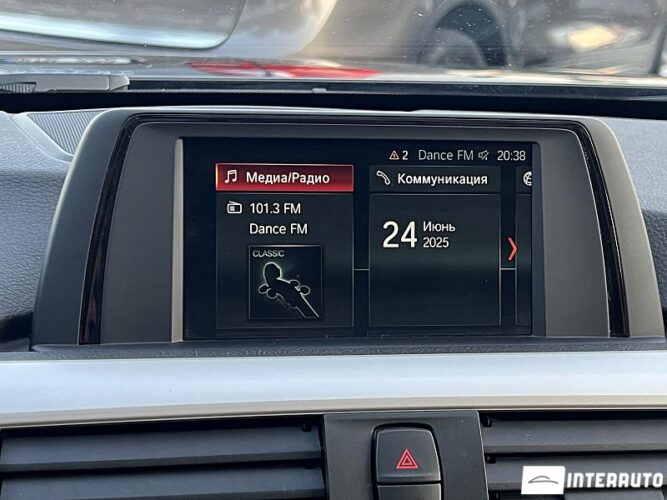 2 Dance FM 20:38
Медиа/Радио
Коммуникация
101.3 FM
Dance FM
CLASSIC
24 Июнь
2025
INTERAUTO